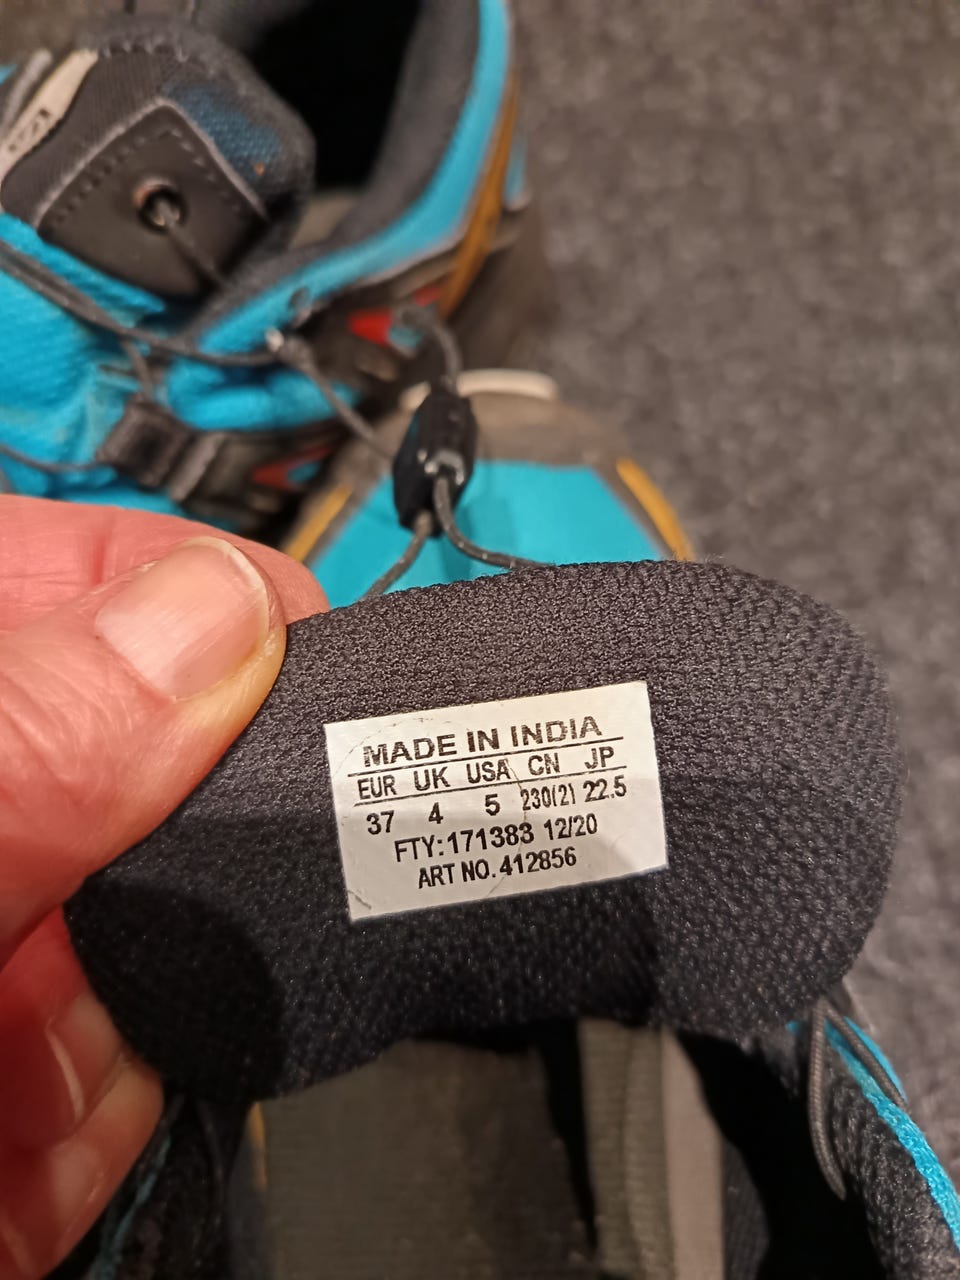 MADE IN INDIA
EUR UK USA CN JP
37 4 5 230(2) 22.5
FTY:171383 12/20
ART NO.412856